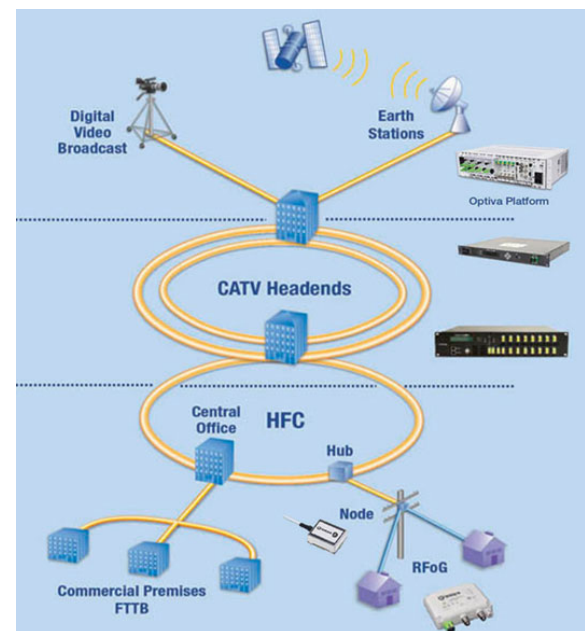 Digital
Video
Broadcast
Earth
Stations
Optiva Platform
CATV Headends
Central
Office
HFC
Hub
Node
RFoG
Commercial Premises
FTTB